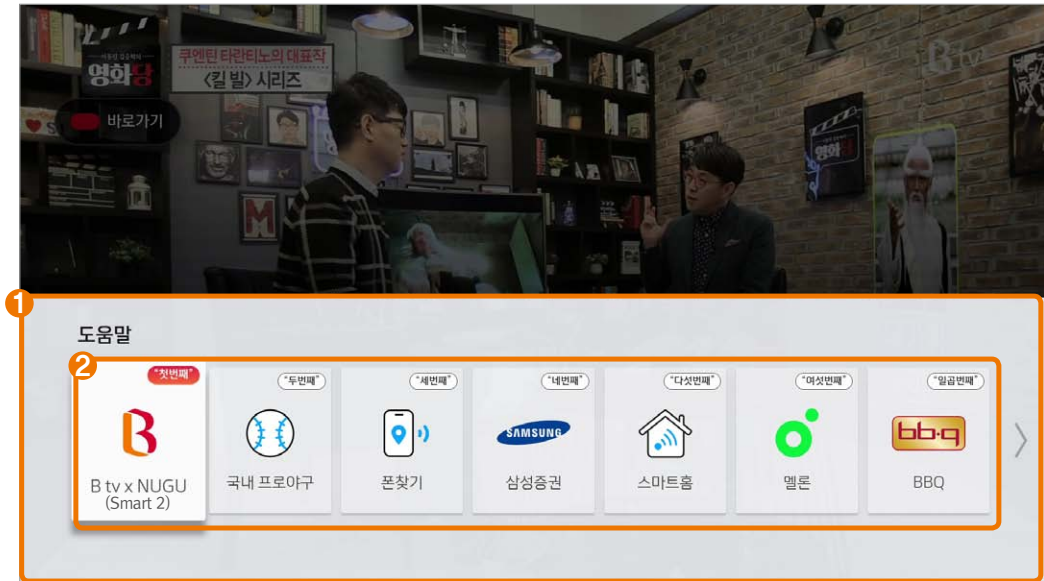 영화당
쿠엔틴 타란티노의 대표작
〈킬 빌〉 시리즈
B tv
바로가기
영화당
M
1
도움말
2
"첫번째"
"두번째"
"세번째"
"네번째"
"다섯번째"
"여섯번째"
"일곱번째"
B
SAMSUNG
bb.q
B tv x NUGU
(Smart 2)
국내 프로야구
폰찾기
삼성증권
스마트홈
멜론
BBQ